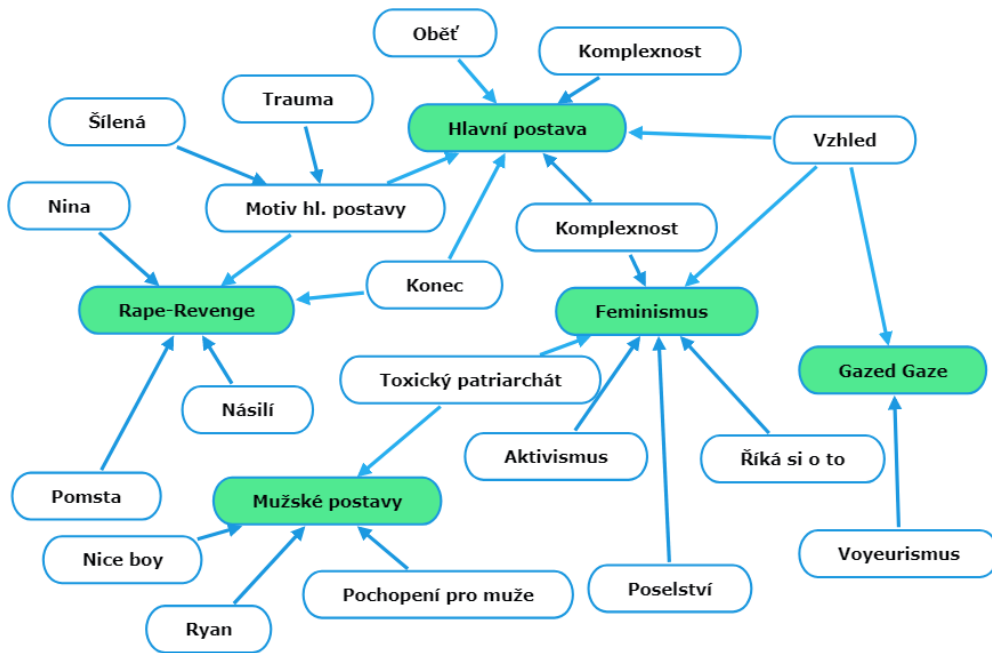 Oběť
Komplexnost
Trauma
Šílená
Hlavní postava
Vzhled
Nina
Motiv hl. postavy
Komplexnost
Konec
Rape-Revenge
Feminismus
Toxický patriarchát
Gazed Gaze
Násilí
Aktivismus
Říká si o to
Pomsta
Mužské postavy
Nice boy
Voyeurismus
Pochopení pro muže
Poselství
Ryan